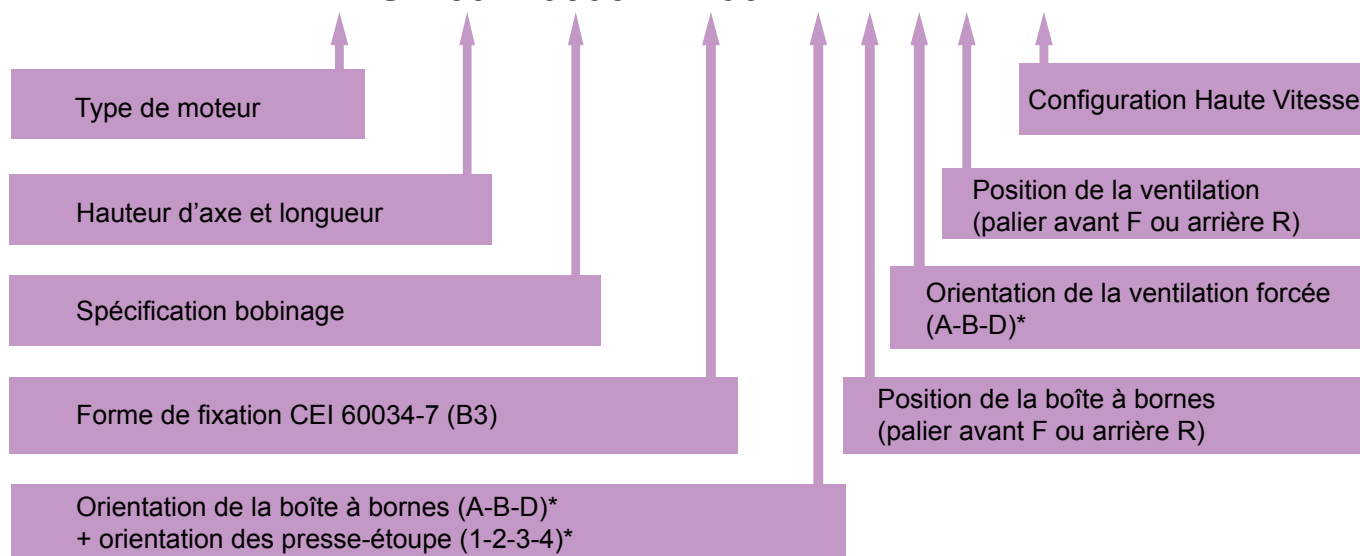 Type de moteur
Configuration Haute Vitesse
Hauteur d’axe et longueur
Position de la ventilation
(palier avant F ou arrière R)
Spécification bobinage
Orientation de la ventilation forcée
(A-B-D)*
Forme de fixation CEI 60034-7 (B3)
Position de la boîte à bornes
(palier avant F ou arrière R)
Orientation de la boîte à bornes (A-B-D)*
+ orientation des presse-étoupe (1-2-3-4)*